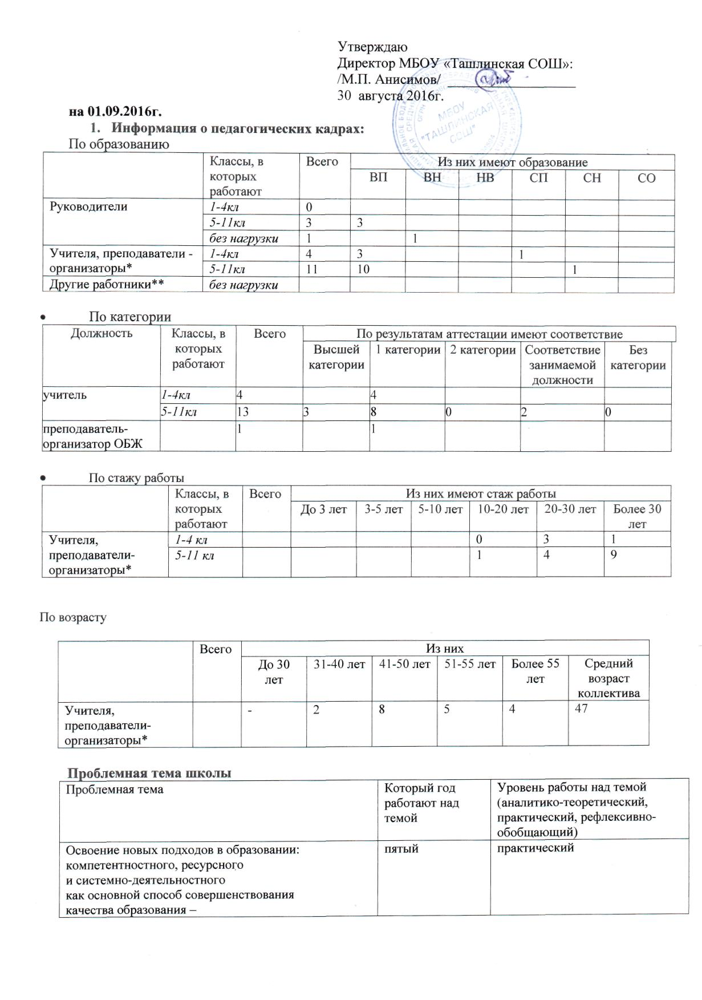 Утверждаю
Директор МБОУ «Ташлинская СОШ»:
/М.П. Анисимов/
30 августа 2016г.
МБОУ
"ТАШЛИНСКАЯ
СОШ"
на 01.09.2016г.
1. Информация о педагогических кадрах:
По образованию
Классы, в которых работают Всего Из них имеют образование
ВП ВН НВ СП СН СО
Руководители 1-4кл 0
5-11кл 3 3
без нагрузки 1 1
Учителя, преподаватели - 1-4кл 4 3 1
организаторы* 5-11кл 11 10 1
Другие работники** без нагрузки
• По категории
Должность Классы, в которых работают Всего По результатам аттестации имеют соответствие
Высшей категории 1 категории 2 категории Соответствие занимаемой должности Без категории
учитель 1-4кл 4 4
5-11кл 13 3 8 0 2 0
преподаватель- 1 1
организатор ОБЖ
• По стажу работы
Классы, в которых работают Всего Из них имеют стаж работы
До 3 лет 3-5 лет 5-10 лет 10-20 лет 20-30 лет Более 30 лет
Учителя, 1-4 кл 0 3 1
преподаватели- 5-11 кл 1 4 9
организаторы*
По возрасту
Всего Из них
До 30 лет 31-40 лет 41-50 лет 51-55 лет Более 55 лет Средний возраст коллектива
Учителя, - 2 8 5 4 47
преподаватели-
организаторы*
Проблемная тема школы
Проблемная тема Который год работают над темой Уровень работы над темой (аналитико-теоретический, практический, рефлексивно-обобщающий)
Освоение новых подходов в образовании: пятый практический
компетентностного, ресурсного
и системно-деятельностного
как основной способ совершенствования
качества образования –